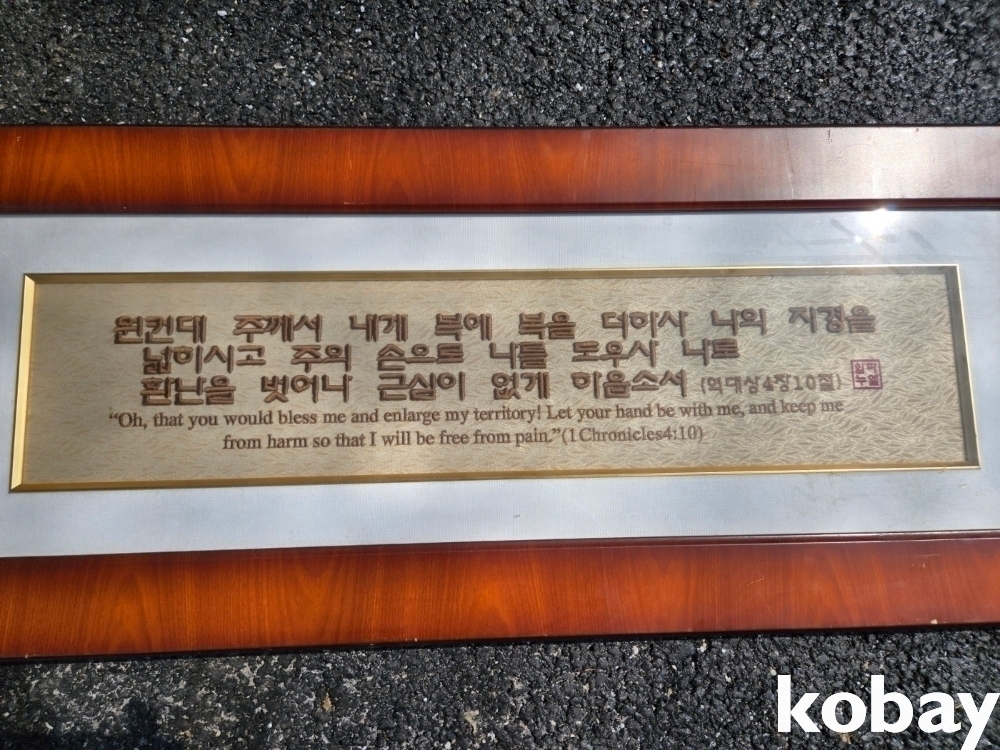 원컨대 주께서 내게 복에 복을 더하사 나의 지경을
넓히시고 주의 손으로 나를 도우사 나로
환난을 벗어나 근심이 없게 하옵소서 (역대상4장10절)
“Oh, that you would bless me and enlarge my territory! Let your hand be with me, and keep me
from harm so that I will be free from pain.”(1Chronicles4:10)
kobay